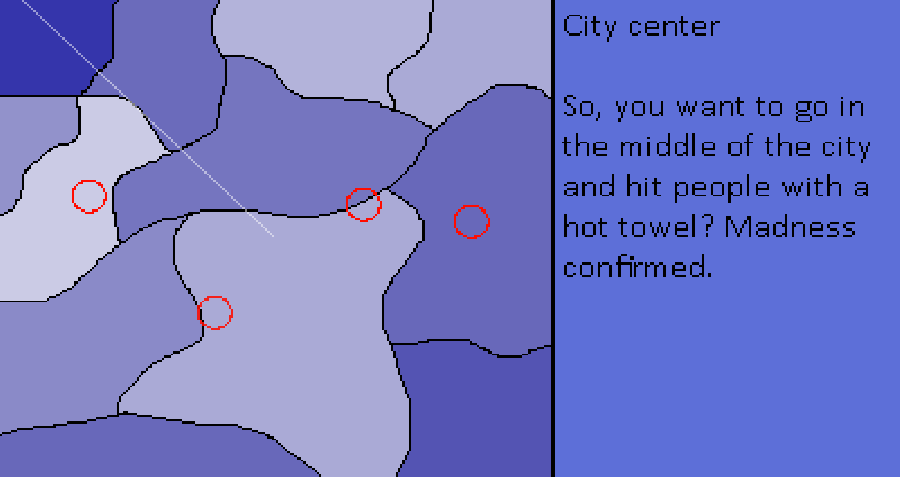 City center
So, you want to go in
the middle of the city
and hit people with a
hot towel? Madness
confirmed.